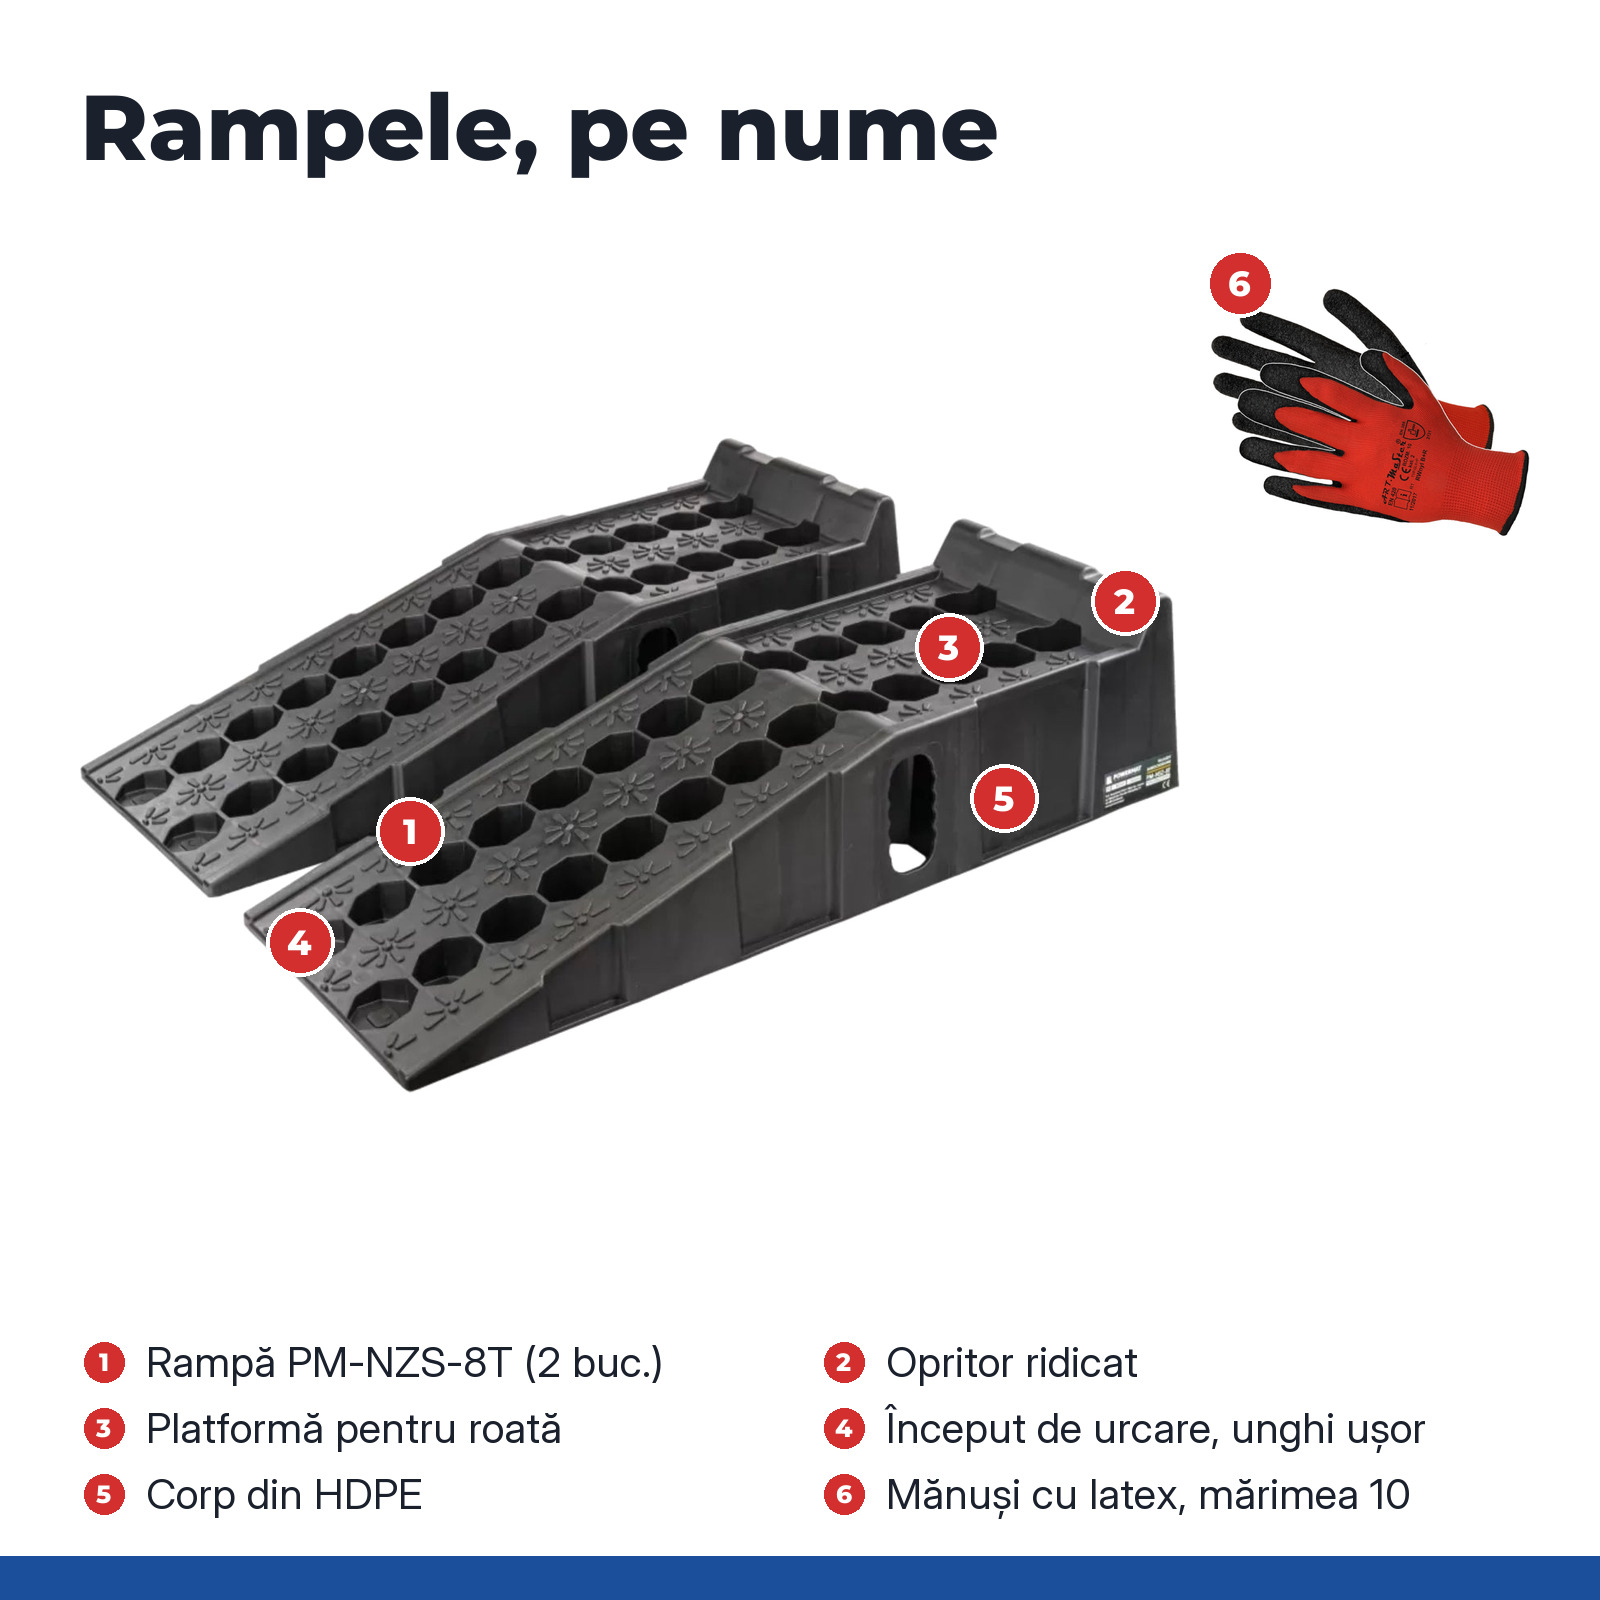 Rampele, pe nume
6
2
3
5
1
4
1 Rampă PM-NZS-8T (2 buc.)
2 Opritor ridicat
3 Platformă pentru roată
4 Început de urcare, unghi ușor
5 Corp din HDPE
6 Mănuși cu latex, mărimea 10